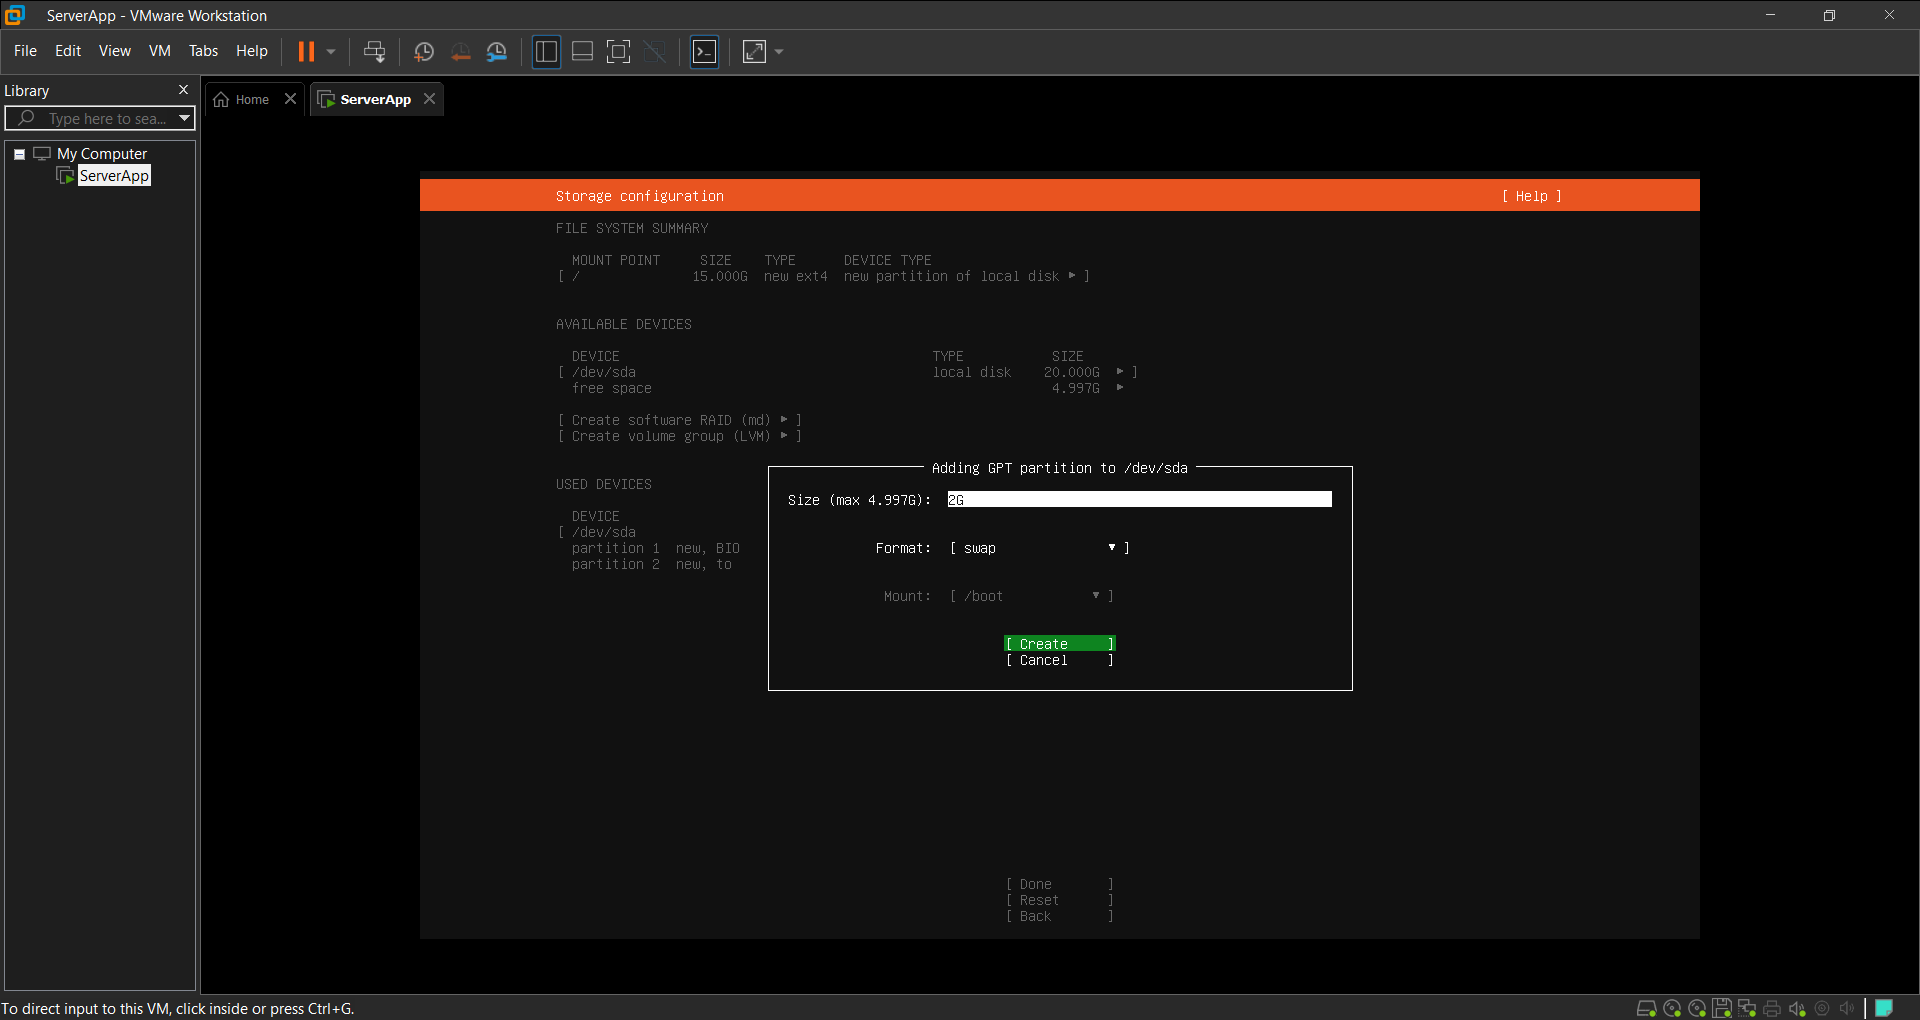 ServerApp - VMware Workstation
File Edit View VM Tabs Help
Library
Type here to sea...
My Computer
ServerApp
Home
ServerApp
Storage configuration [ Help ]
FILE SYSTEM SUMMARY
MOUNT POINT SIZE TYPE DEVICE TYPE
[ / 15.000G new ext4 new partition of local disk ▸ ]
AVAILABLE DEVICES
DEVICE TYPE SIZE
[ /dev/sda local disk 20.000G ▸ ]
free space 4.997G ▸
[ Create software RAID (md) ▸ ]
[ Create volume group (LVM) ▸ ]
USED DEVICES
DEVICE
[ /dev/sda
partition 1 new, BIO
partition 2 new, to
Adding GPT partition to /dev/sda
Size (max 4.997G): 2G
Format: [ swap ▾ ]
Mount: [ /boot ▾ ]
[ Create ]
[ Cancel ]
[ Done ]
[ Reset ]
[ Back ]
To direct input to this VM, click inside or press Ctrl+G.